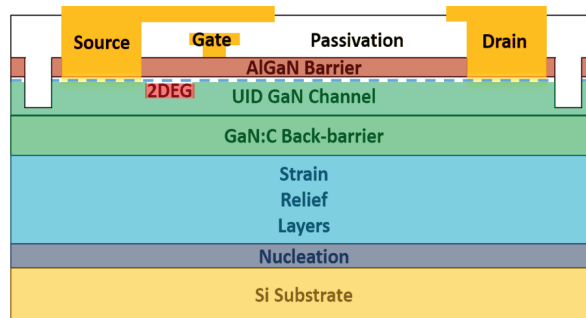 Source
Gate
Passivation
Drain
AlGaN Barrier
2DEG
UID GaN Channel
GaN:C Back-barrier
Strain
Relief
Layers
Nucleation
Si Substrate